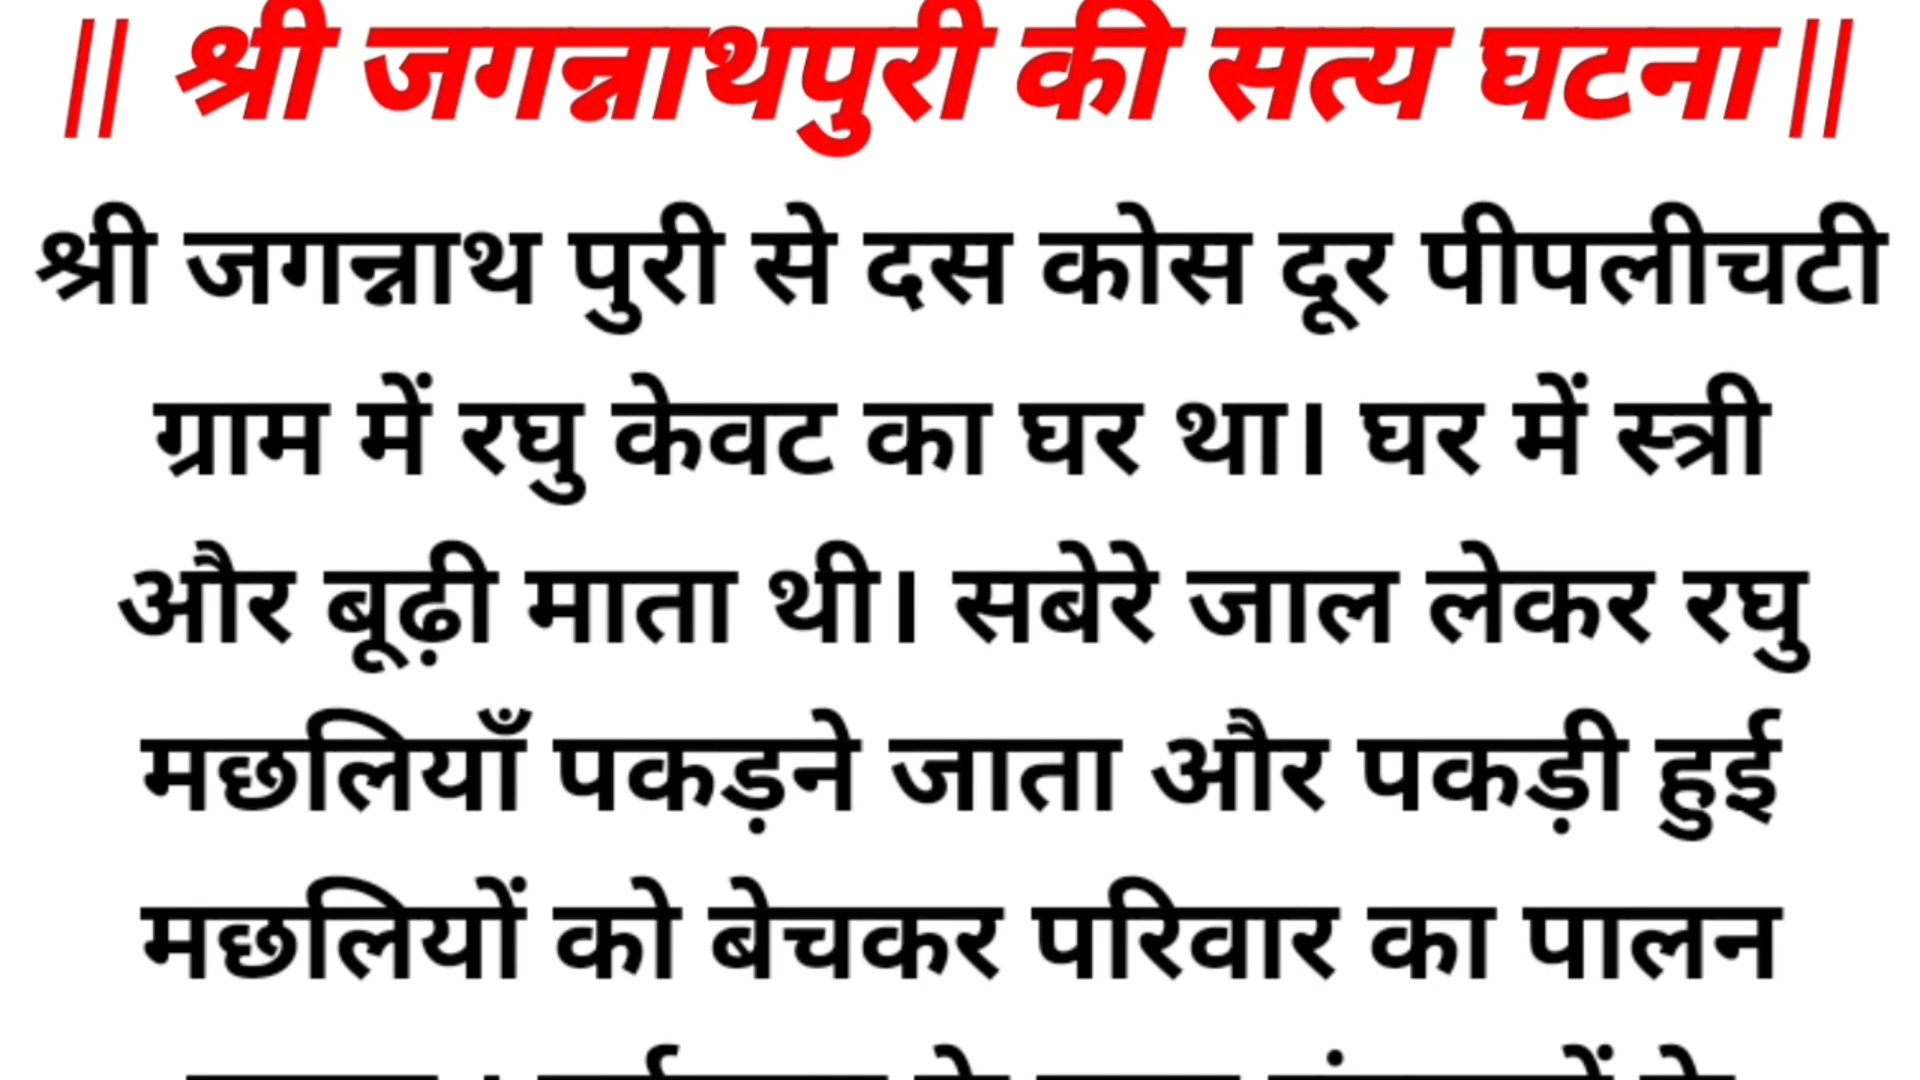 || श्री जगन्नाथपुरी की सत्य घटना ||
श्री जगन्नाथ पुरी से दस कोस दूर पीपलीचटी
ग्राम में रघु केवट का घर था। घर में स्त्री
और बूढ़ी माता थी। सबेरे जाल लेकर रघु
मछलियाँ पकड़ने जाता और पकड़ी हुई
मछलियों को बेचकर परिवार का पालन